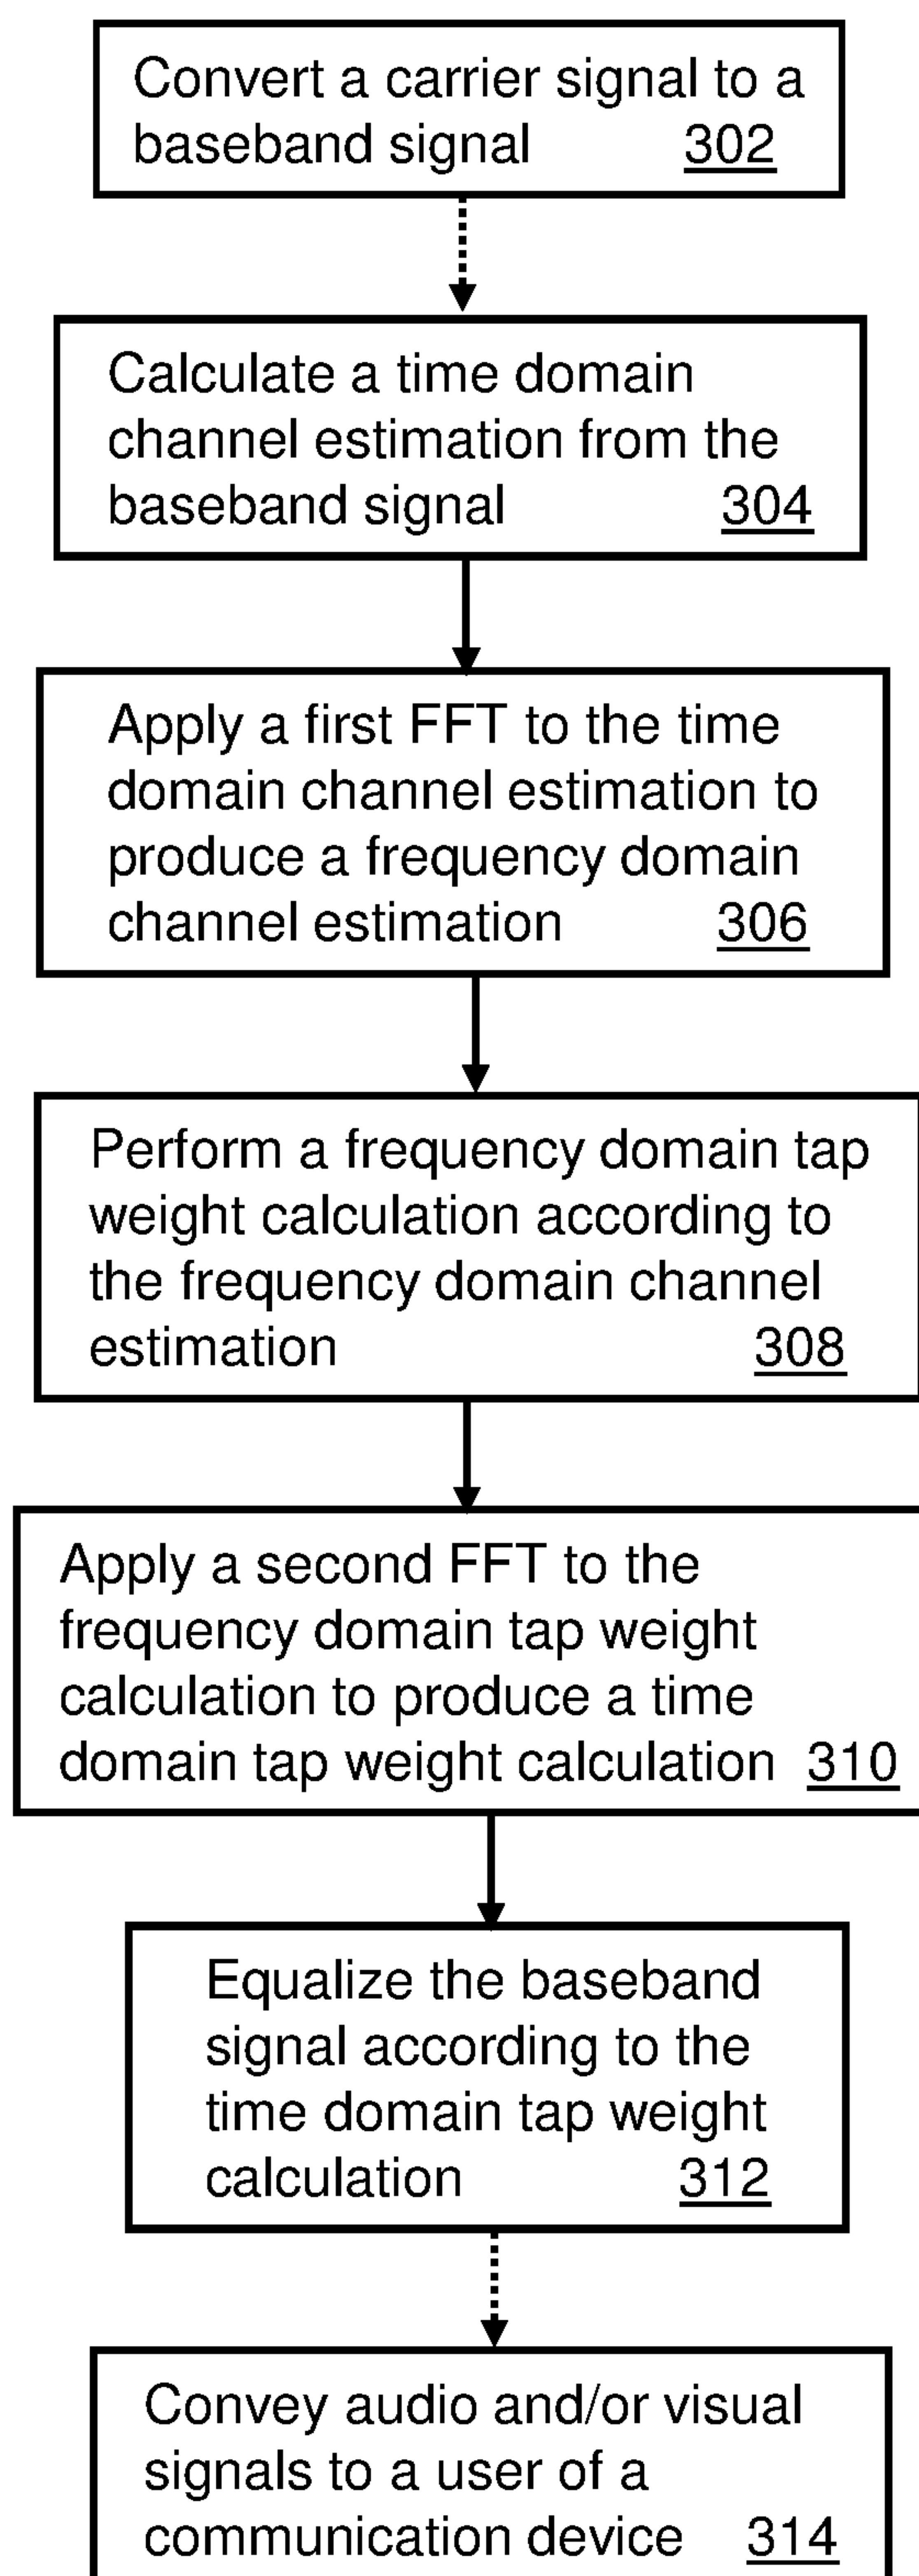 Convert a carrier signal to a
baseband signal 302
Calculate a time domain
channel estimation from the
baseband signal 304
Apply a first FFT to the time
domain channel estimation to
produce a frequency domain
channel estimation 306
Perform a frequency domain tap
weight calculation according to
the frequency domain channel
estimation 308
Apply a second FFT to the
frequency domain tap weight
calculation to produce a time
domain tap weight calculation 310
Equalize the baseband
signal according to the
time domain tap weight
calculation 312
Convey audio and/or visual
signals to a user of a
communication device 314